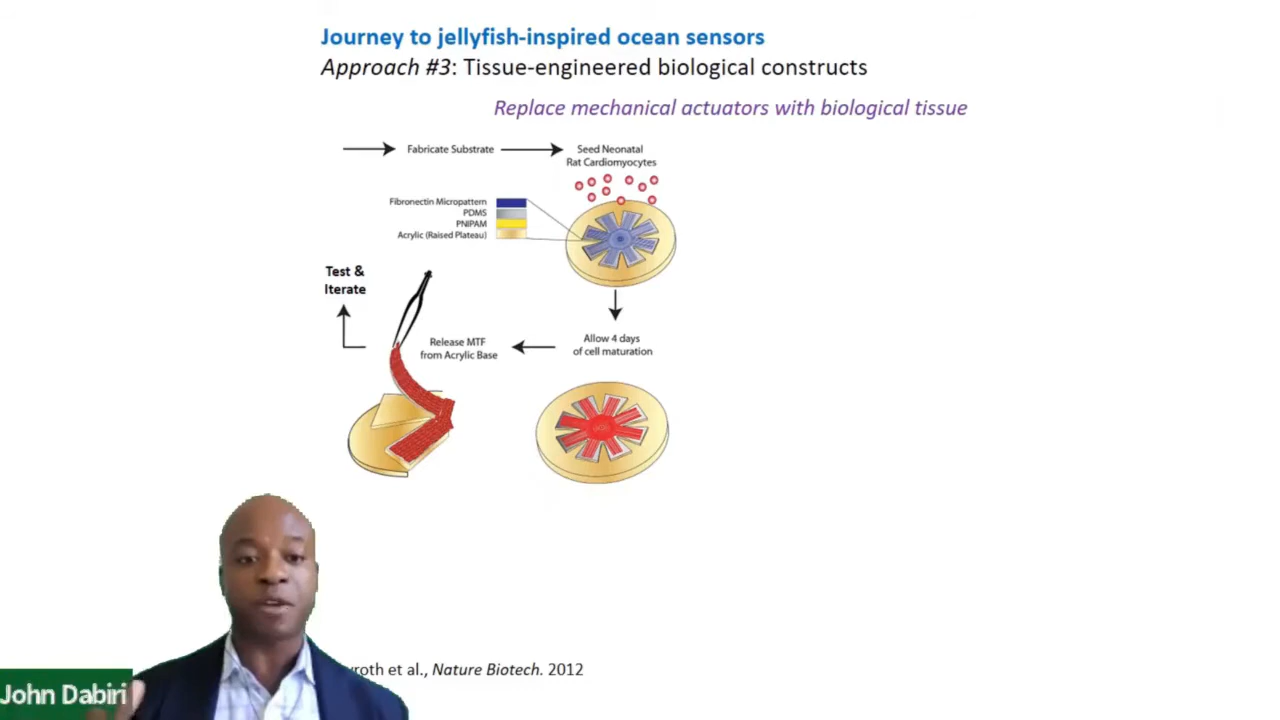 Journey to jellyfish-inspired ocean sensors
Approach #3: Tissue-engineered biological constructs
Replace mechanical actuators with biological tissue
Fabricate Substrate
Seed Neonatal
Rat Cardiomyocytes
Fibronectin Micropattern
PDMS
PNIPAM
Acrylic (Raised Plateau)
Test &
Iterate
Release MTF
from Acrylic Base
Allow 4 days
of cell maturation
et al., Nature Biotech. 2012
John Dabiri